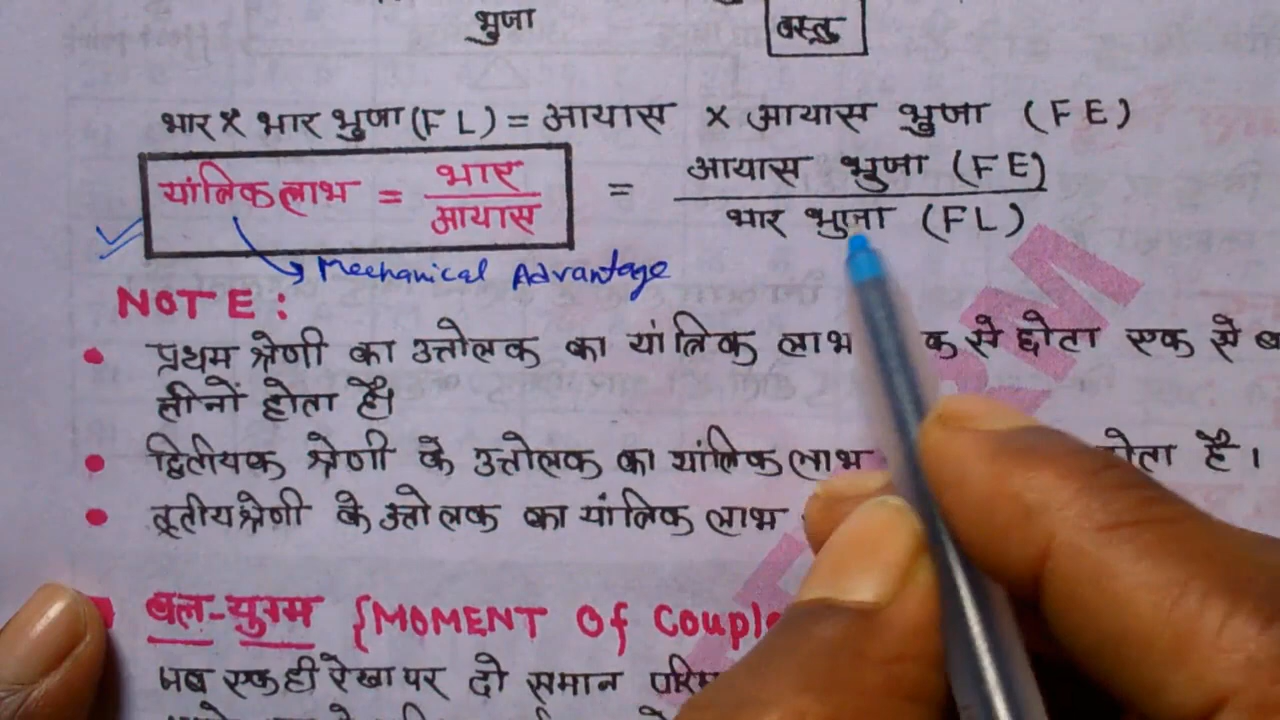 भुजा
वस्तु
भार × भार भुजा (FL) = आयास × आयास भुजा (FE)
यांत्रिक लाभ = भार / आयास = आयास भुजा (FE) / भार भुजा (FL)
Mechanical Advantage
NOTE:
• प्रथम श्रेणी का उत्तोलक का यांत्रिक लाभ से छोटा एक से
तीनों होता है।
• द्वितीयक श्रेणी के उत्तोलक का यांत्रिक लाभ होता है।
• तृतीय श्रेणी के उत्तोलक का यांत्रिक लाभ
बल-युग्म {MOMENT Of Couple
जब एक ही रेखा पर दो समान